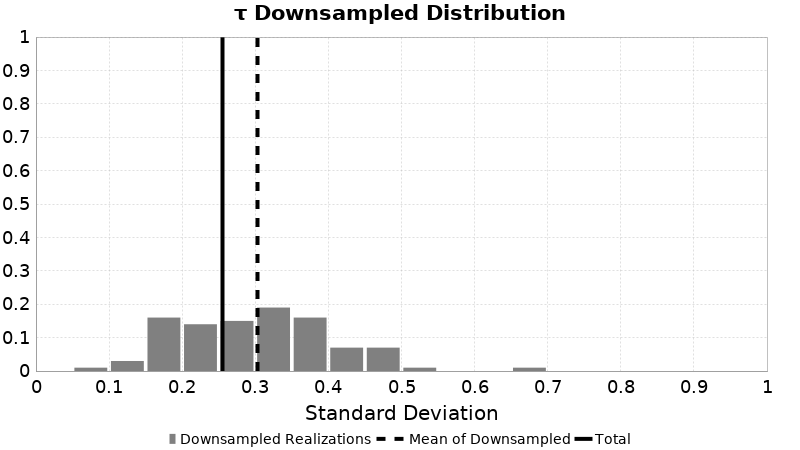 τ Downsampled Distribution
1
0.9
0.8
0.7
0.6
0.5
0.4
0.3
0.2
0.1
0
0 0.1 0.2 0.3 0.4 0.5 0.6 0.7 0.8 0.9 1
Standard Deviation
Downsampled Realizations Mean of Downsampled Total